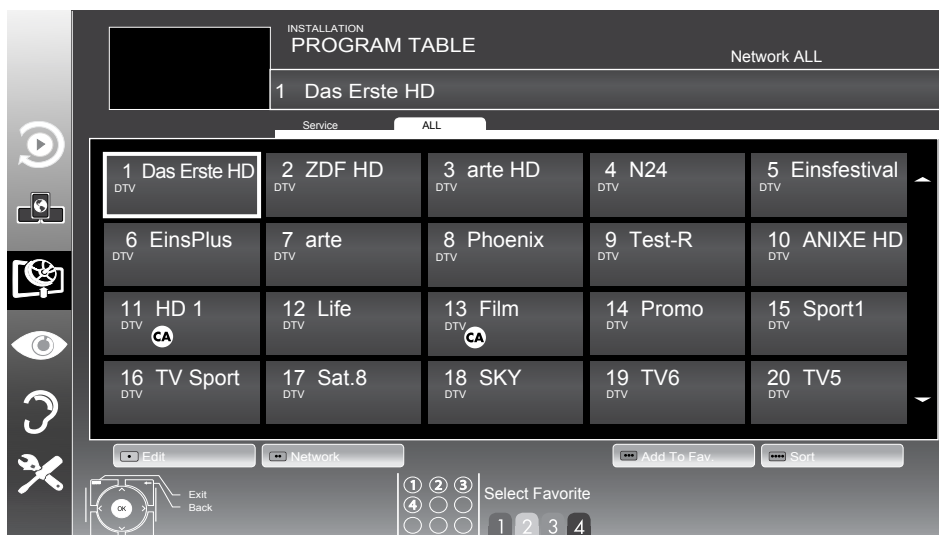 INSTALLATION
PROGRAM TABLE
Network ALL
1 Das Erste HD
Service ALL
1 Das Erste HD
DTV
2 ZDF HD
DTV
3 arte HD
DTV
4 N24
DTV
5 Einsfestival
DTV
6 EinsPlus
DTV
7 arte
DTV
8 Phoenix
DTV
9 Test-R
DTV
10 ANIXE HD
DTV
11 HD 1
DTV
CA
12 Life
DTV
13 Film
DTV
CA
14 Promo
DTV
15 Sport1
DTV
16 TV Sport
DTV
17 Sat.8
DTV
18 SKY
DTV
19 TV6
DTV
20 TV5
DTV
Edit
Network
Add To Fav.
Sort
Exit
Back
OK
1 2 3
4
Select Favorite
1 2 3 4